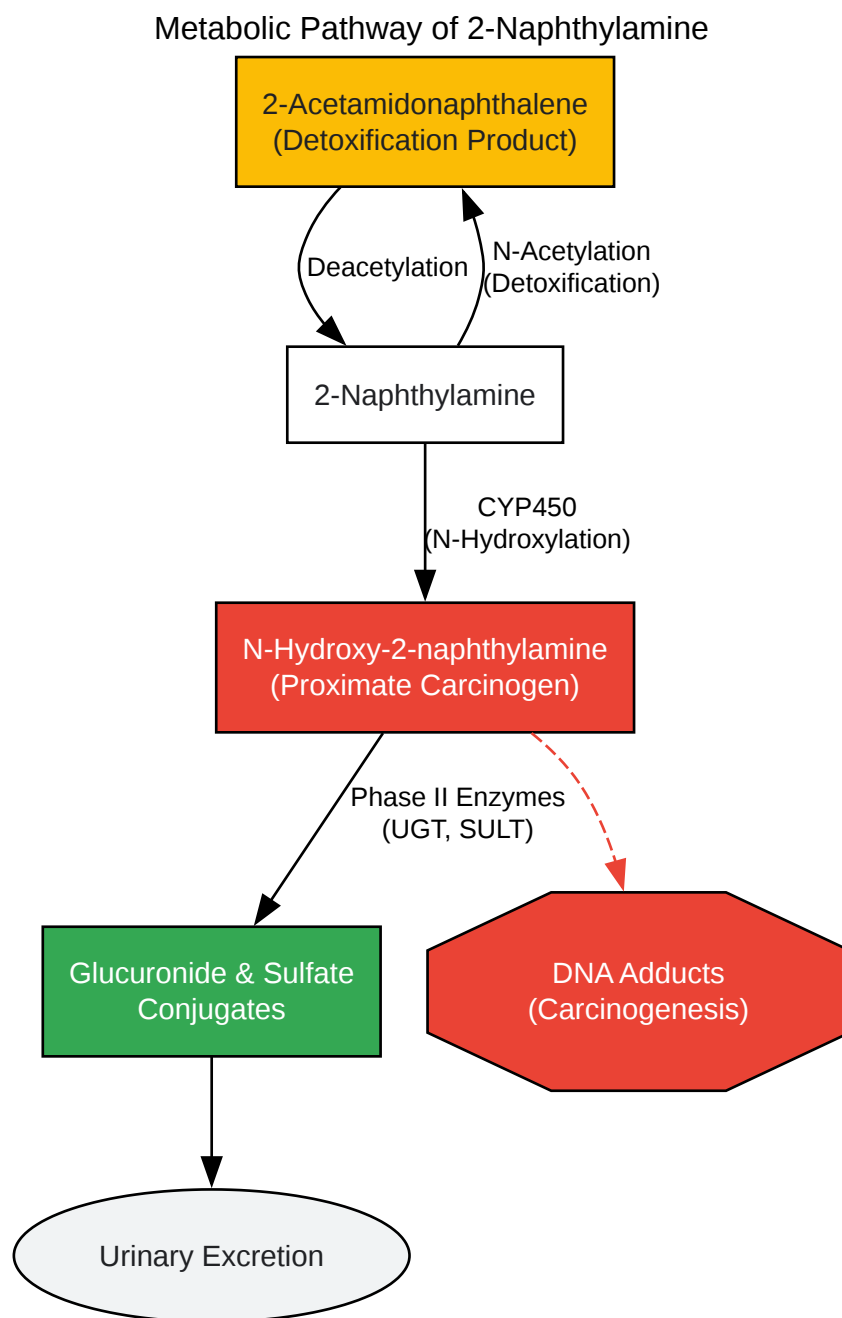 Metabolic Pathway of 2-Naphthylamine
2-Acetamidonaphthalene
(Detoxification Product)
Deacetylation
N-Acetylation
(Detoxification)
2-Naphthylamine
CYP450
(N-Hydroxylation)
N-Hydroxy-2-naphthylamine
(Proximate Carcinogen)
Phase II Enzymes
(UGT, SULT)
Glucuronide & Sulfate
Conjugates
DNA Adducts
(Carcinogenesis)
Urinary Excretion